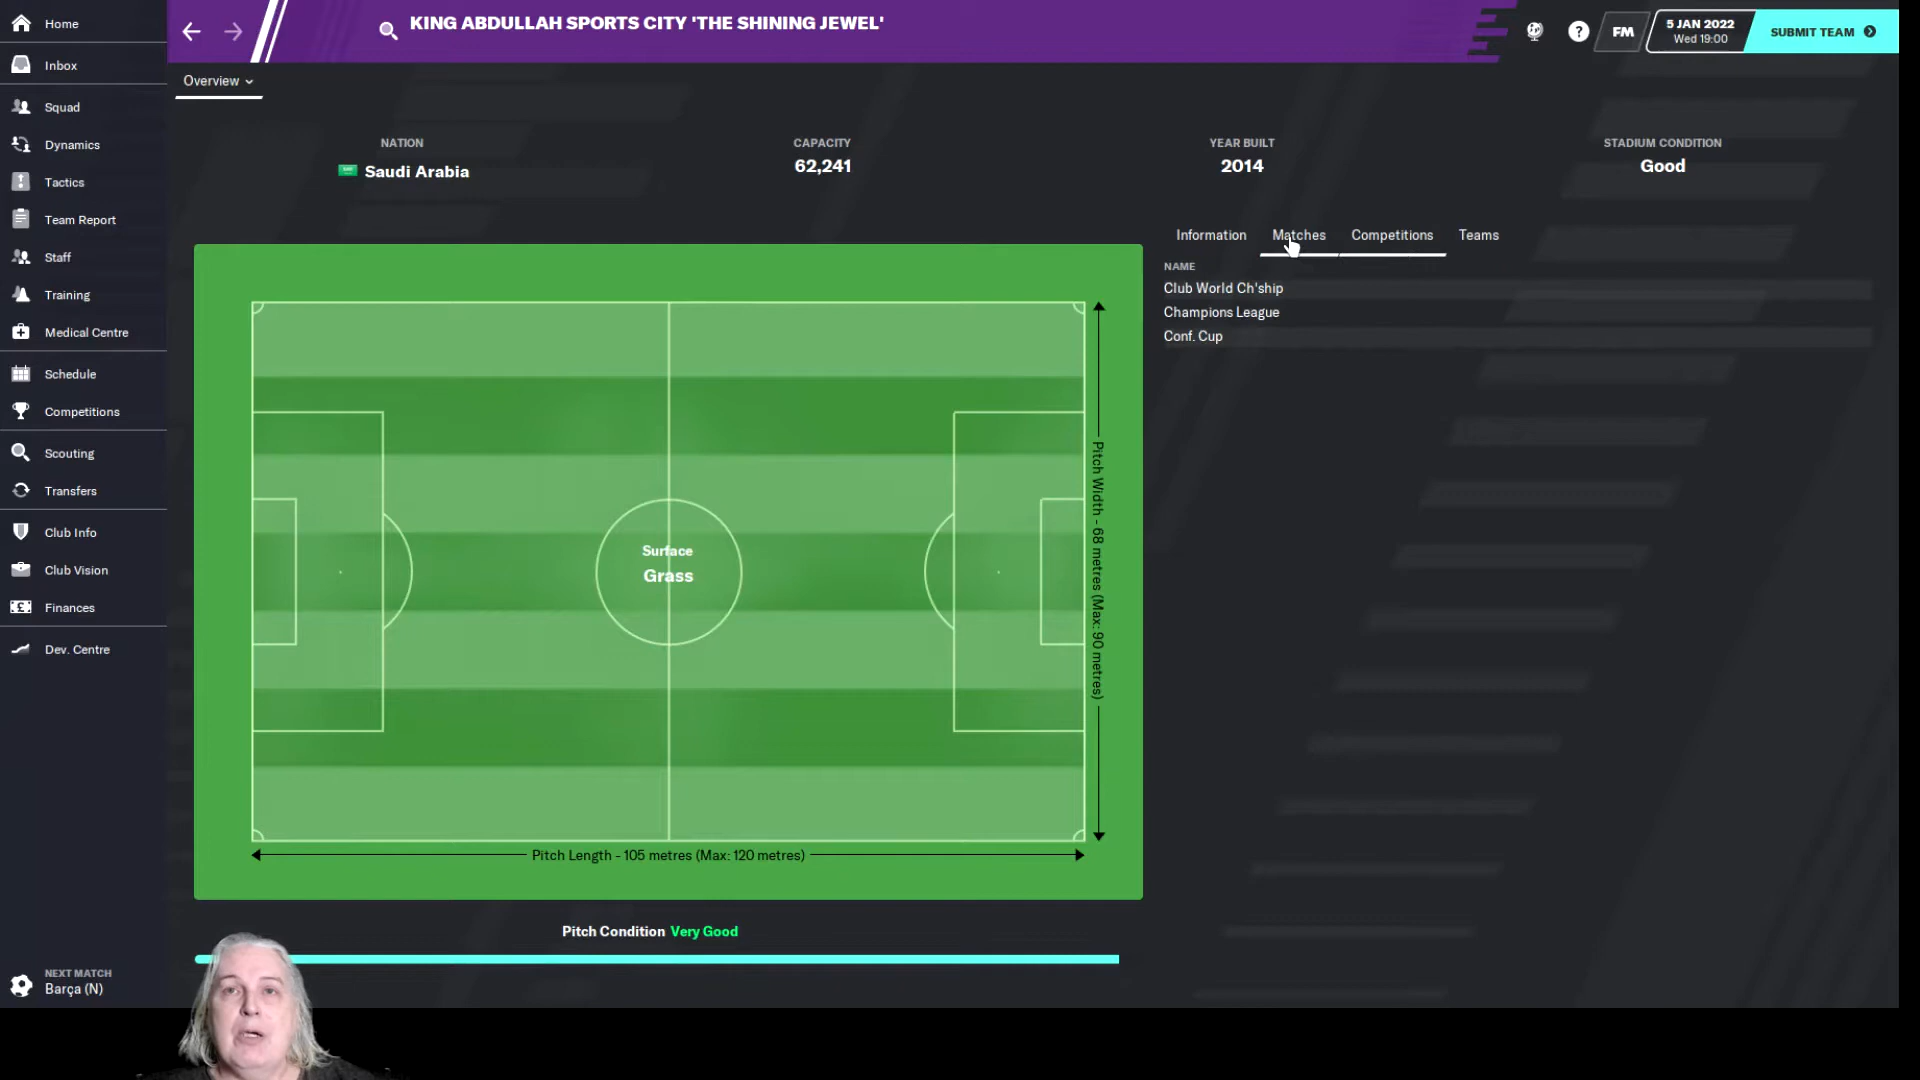 Home
Inbox
Squad
Dynamics
Tactics
Team Report
Staff
Training
Medical Centre
Schedule
Competitions
Scouting
Transfers
Club Info
Club Vision
Finances
Dev. Centre
NEXT MATCH
Barça (N)
KING ABDULLAH SPORTS CITY 'THE SHINING JEWEL'
?
FM
5 JAN 2022
Wed 19:00
SUBMIT TEAM
Overview
NATION
Saudi Arabia
CAPACITY
62,241
YEAR BUILT
2014
STADIUM CONDITION
Good
Surface
Grass
Pitch Width - 68 metres (Max: 90 metres)
Pitch Length - 105 metres (Max: 120 metres)
Pitch Condition Very Good
Information Matches Competitions Teams
NAME
Club World Ch'ship
Champions League
Conf. Cup